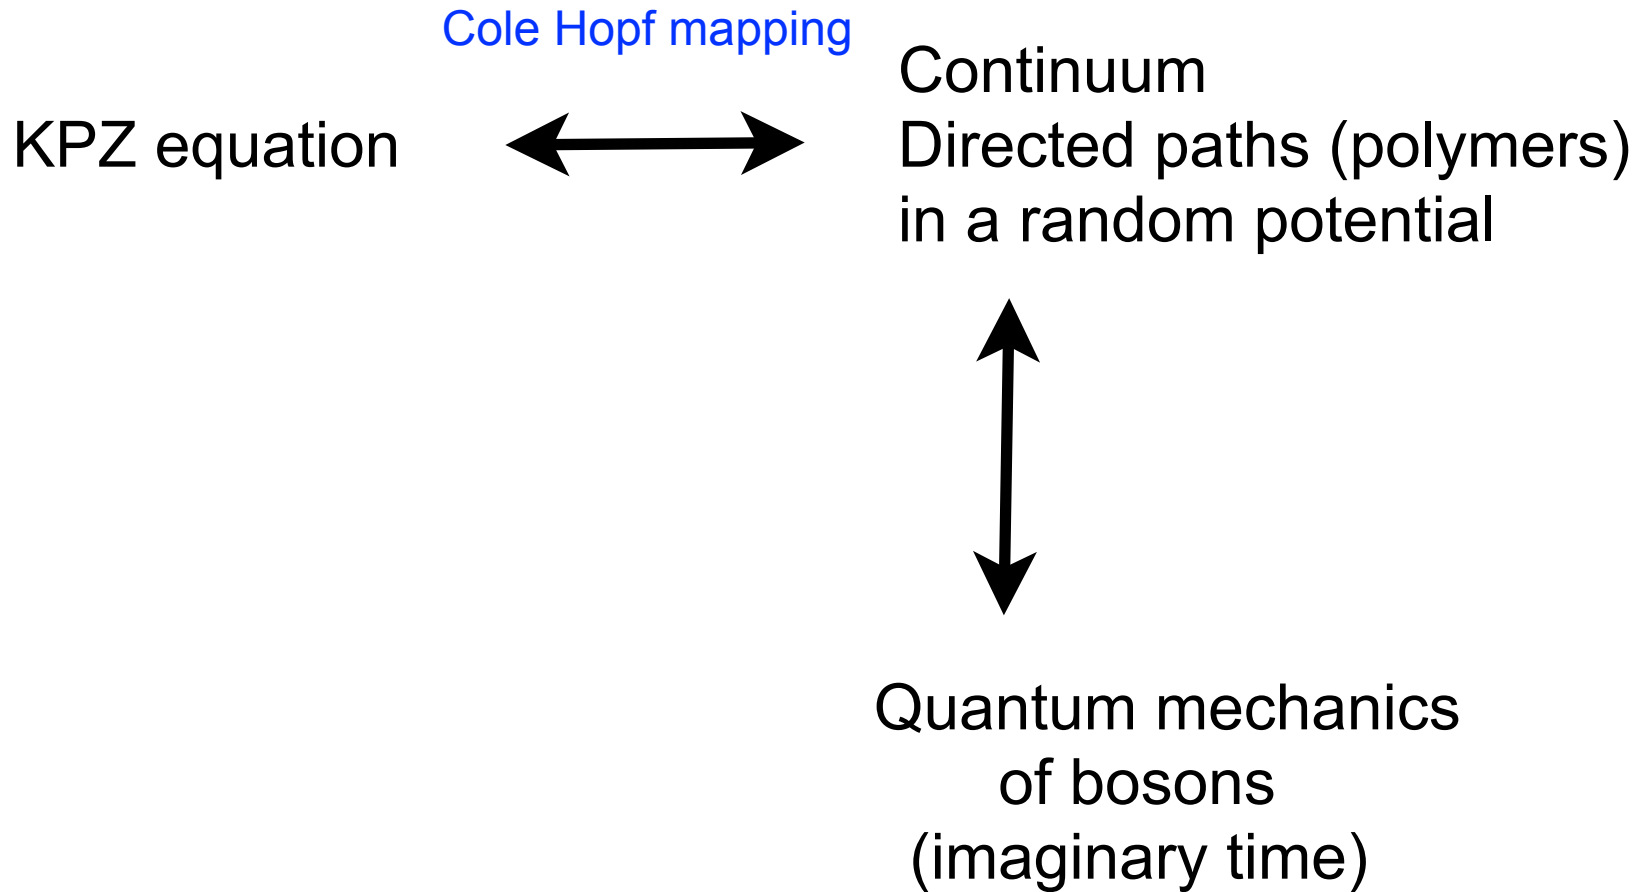 Cole Hopf mapping
KPZ equation
Continuum
Directed paths (polymers)
in a random potential
Quantum mechanics
of bosons
(imaginary time)